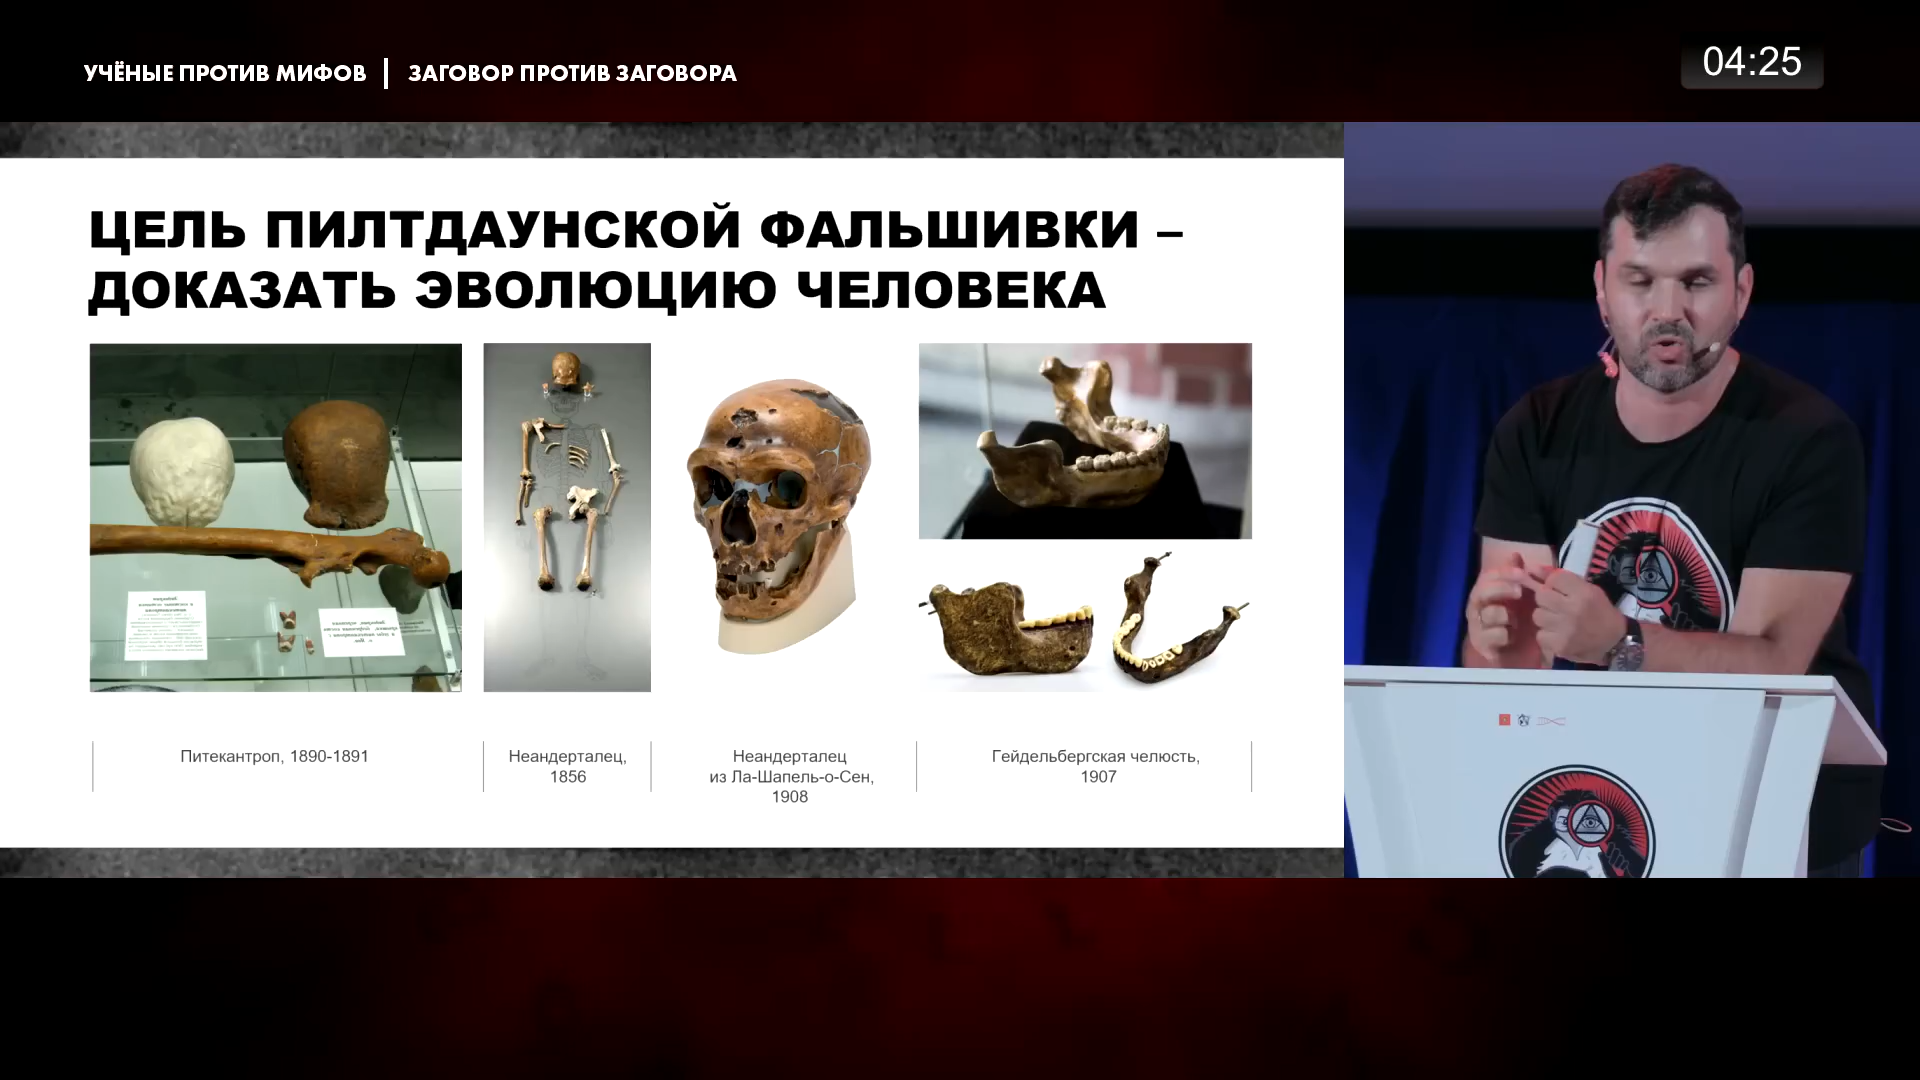 УЧЁНЫЕ ПРОТИВ МИФОВ | ЗАГОВОР ПРОТИВ ЗАГОВОРА
04:25
ЦЕЛЬ ПИЛТДАУНСКОЙ ФАЛЬШИВКИ –
ДОКАЗАТЬ ЭВОЛЮЦИЮ ЧЕЛОВЕКА
Питекантроп, 1890-1891
Неандерталец,
1856
Неандерталец
из Ла-Шапель-о-Сен,
1908
Гейдельбергская челюсть,
1907